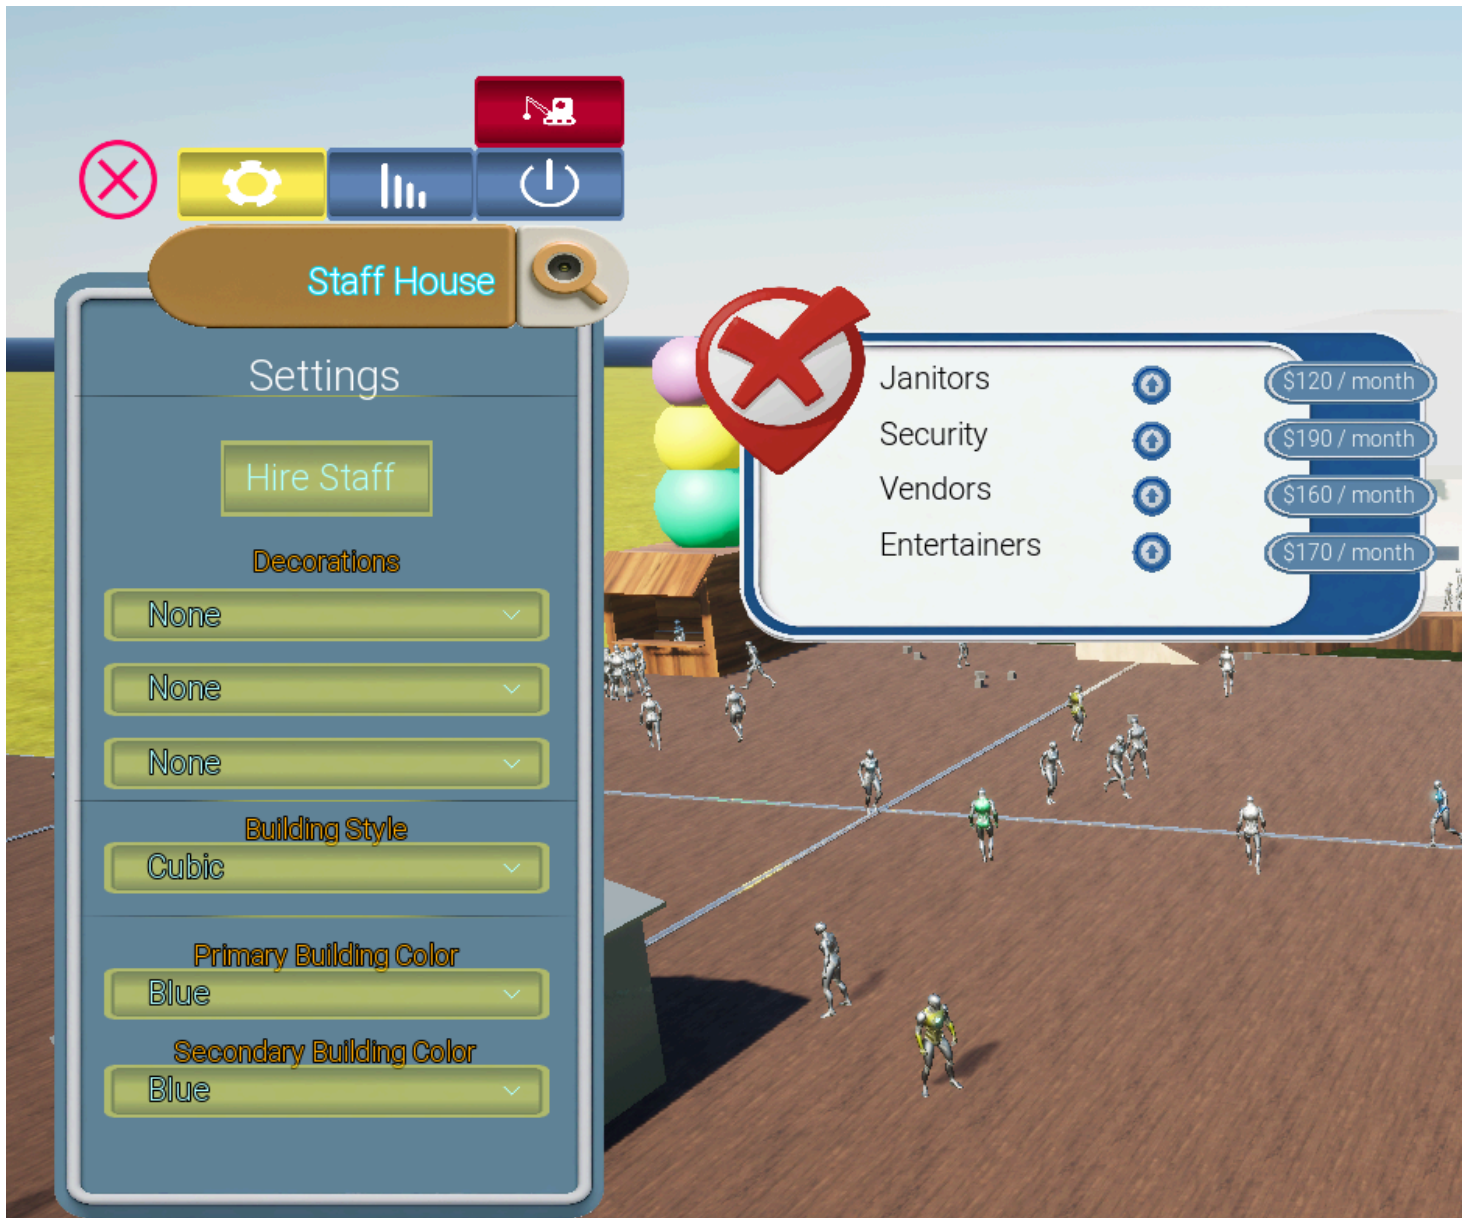 Staff House
Settings
Hire Staff
Decorations
None
None
None
Building Style
Cubic
Primary Building Color
Blue
Secondary Building Color
Blue
Janitors $120 / month
Security $190 / month
Vendors $160 / month
Entertainers $170 / month